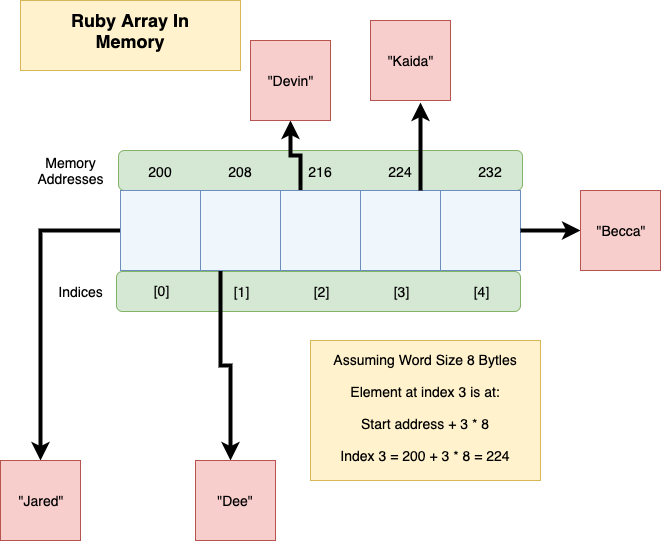 Ruby Array In
Memory
"Devin"
"Kaida"
Memory
Addresses
200 208 216 224 232
"Becca"
Indices
[0] [1] [2] [3] [4]
Assuming Word Size 8 Bytles
Element at index 3 is at:
Start address + 3 * 8
Index 3 = 200 + 3 * 8 = 224
"Jared"
"Dee"